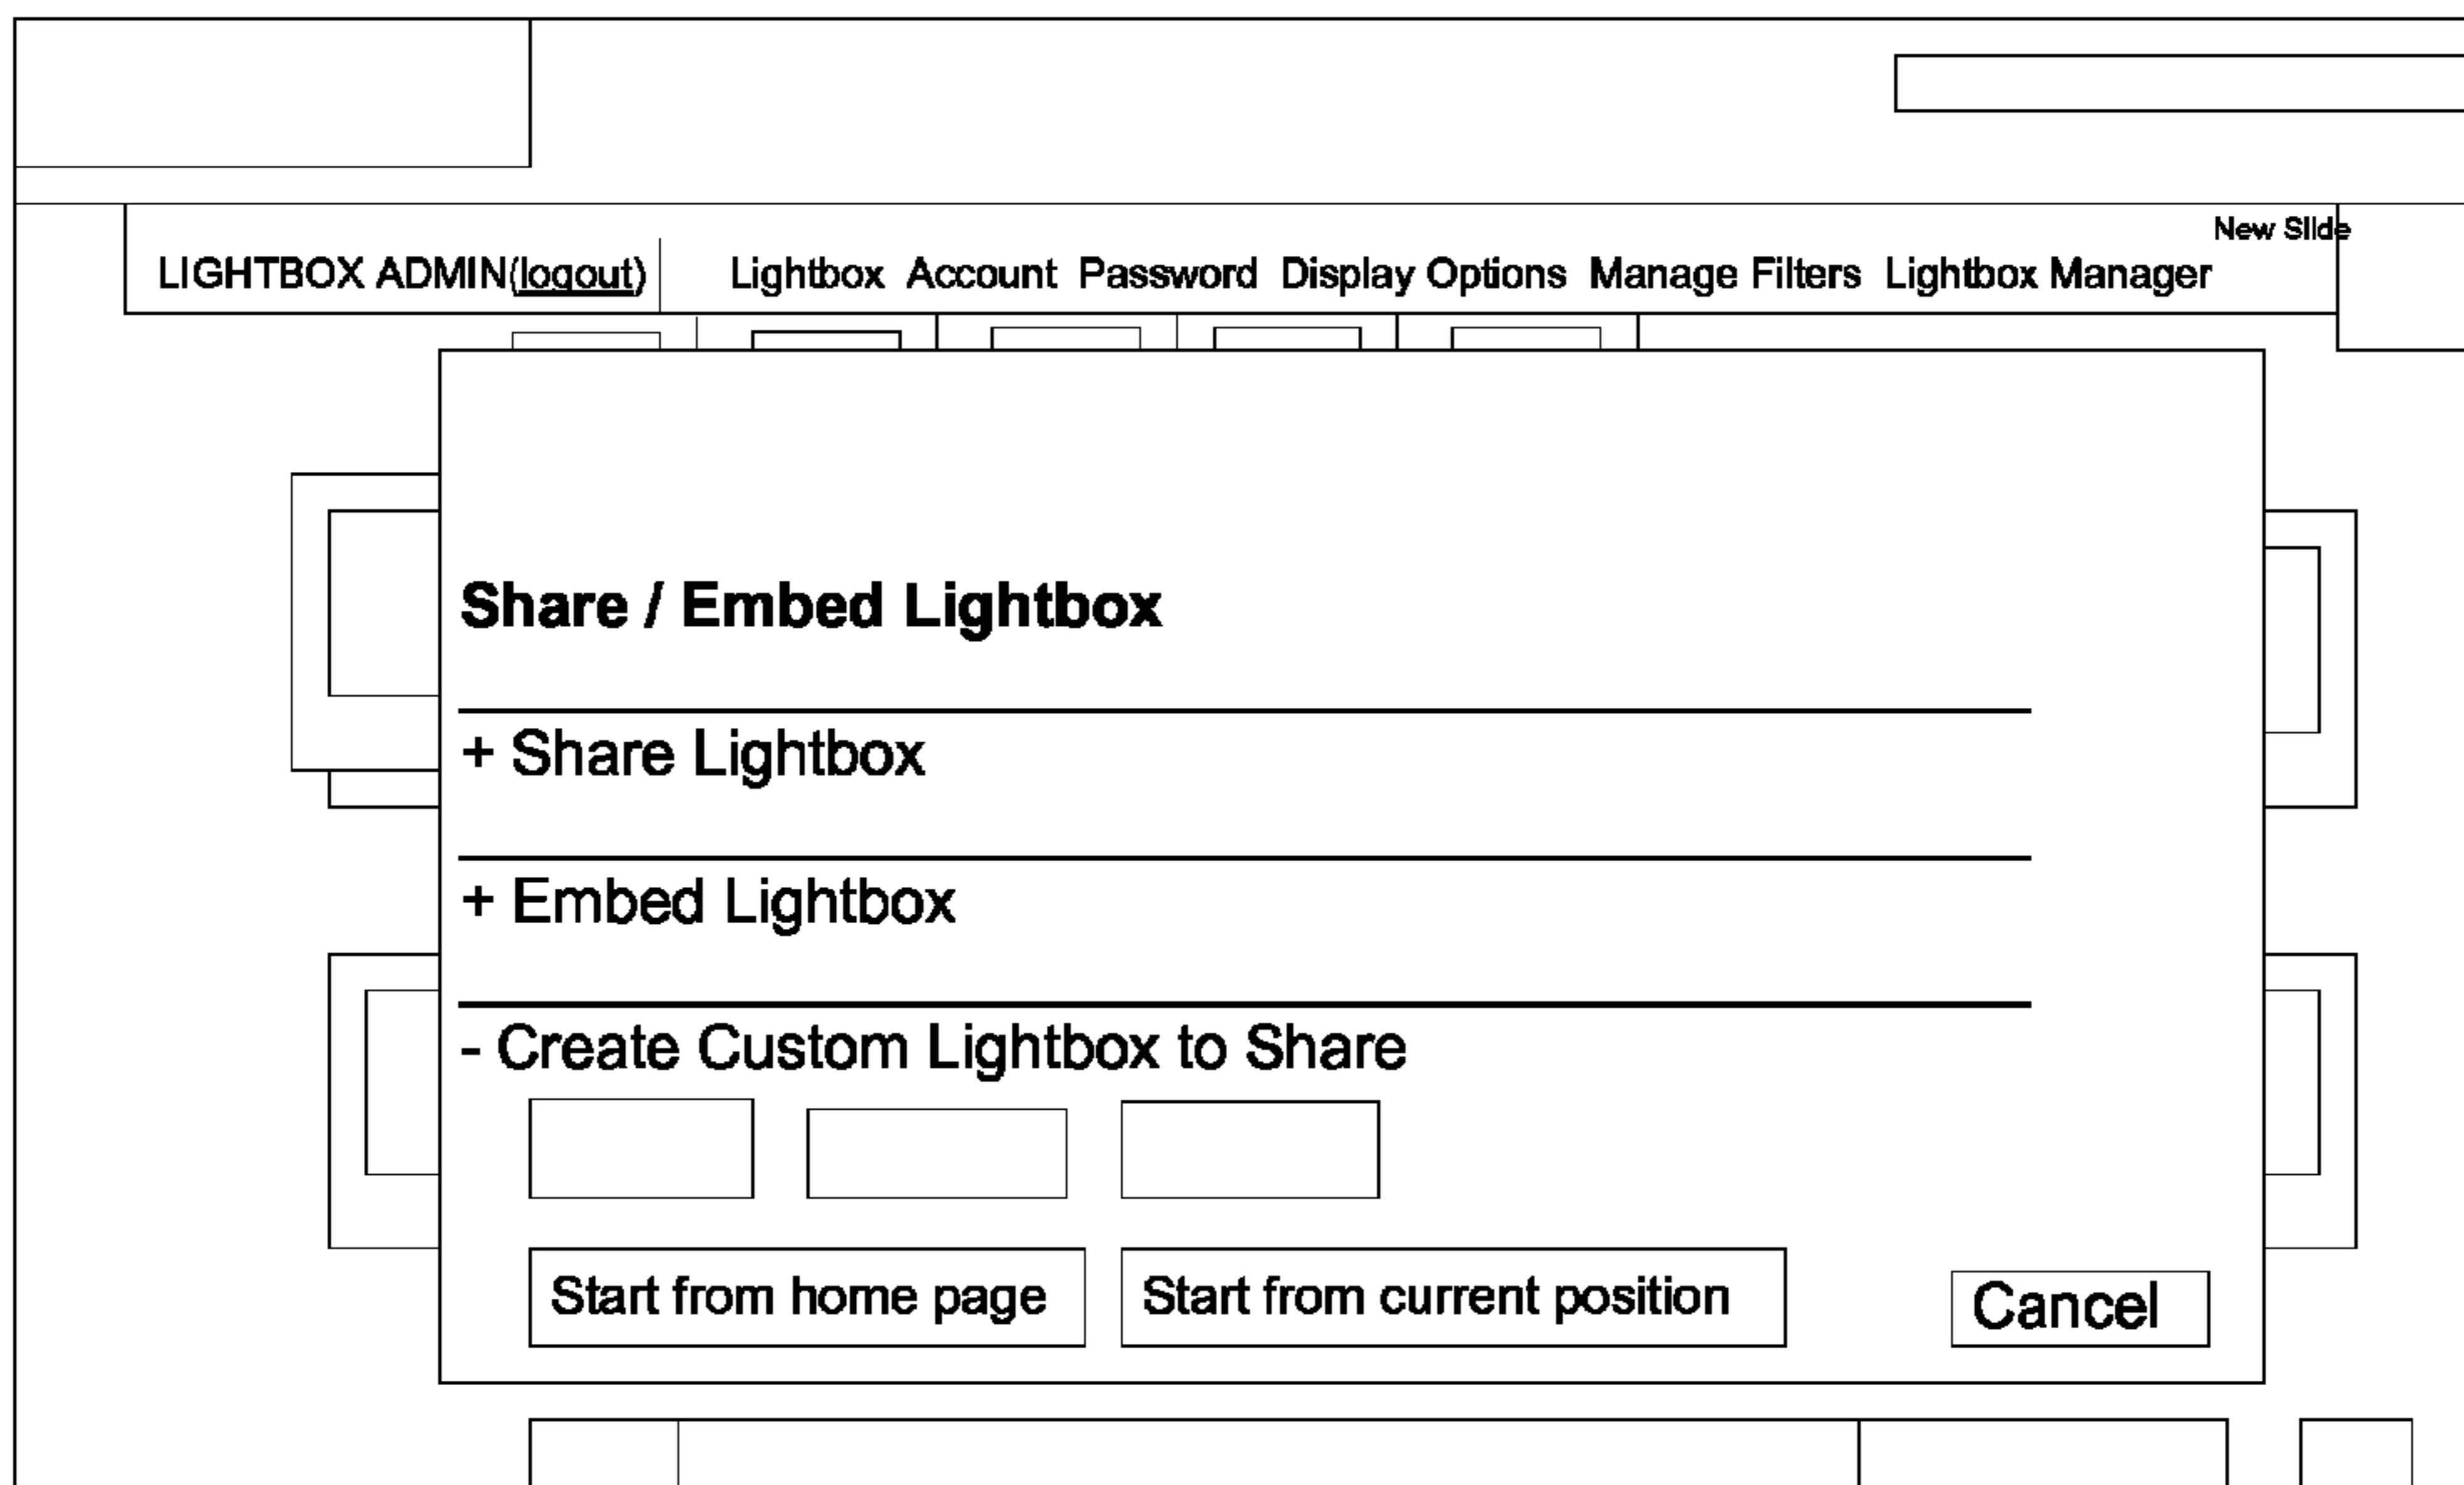 New Slide
LIGHTBOX ADMIN(logout) Lightbox Account Password Display Options Manage Filters Lightbox Manager
Share / Embed Lightbox
+ Share Lightbox
+ Embed Lightbox
- Create Custom Lightbox to Share
Start from home page Start from current position Cancel